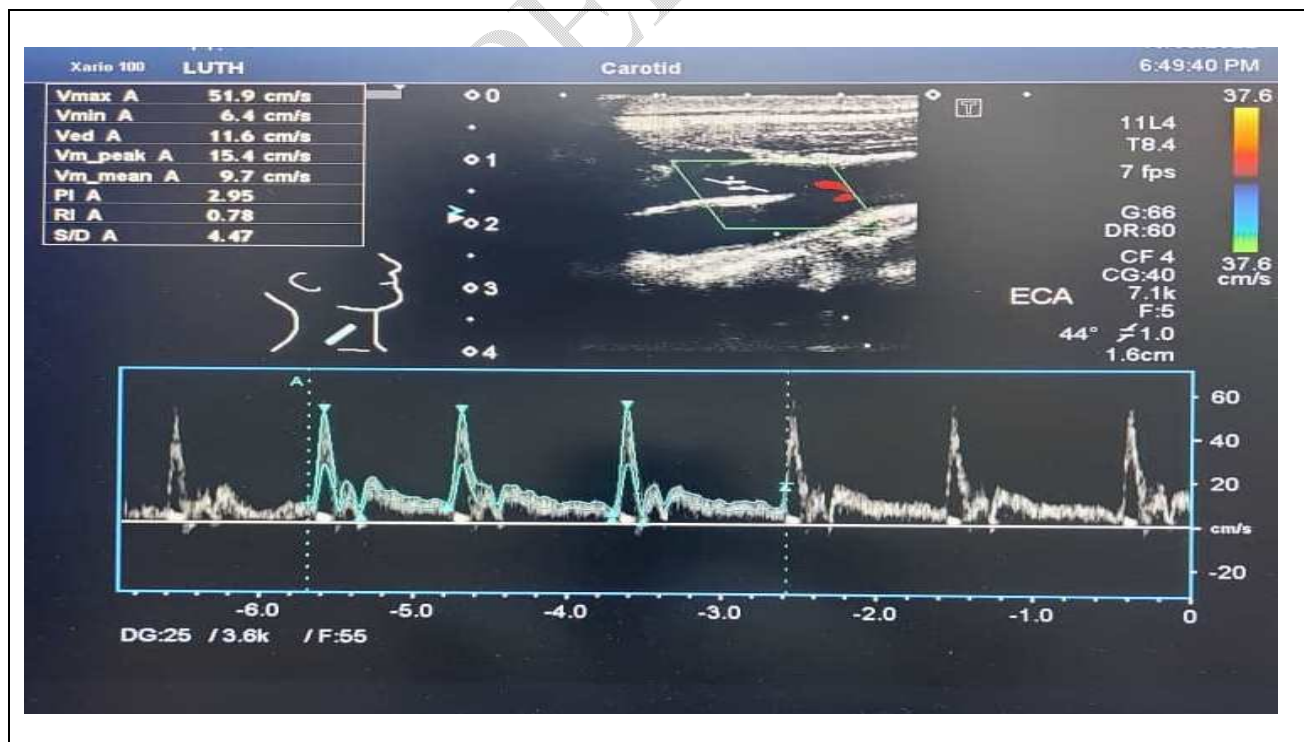 Xario 100 LUTH Carotid 6:49:40 PM
Vmax A 51.9 cm/s
Vmin A 6.4 cm/s
Ved A 11.6 cm/s
Vm_peak A 15.4 cm/s
Vm_mean A 9.7 cm/s
PI A 2.95
RI A 0.78
S/D A 4.47
0
1
2
3
4
T
37.6
11L4
T8.4
7 fps
G:66
DR:60
CF 4
CG:40
7.1k
F:5
44° 1.0
1.6cm
37.6
cm/s
ECA
A
60
40
20
cm/s
-20
-6.0 -5.0 -4.0 -3.0 -2.0 -1.0 0
DG:25 / 3.6k / F:55